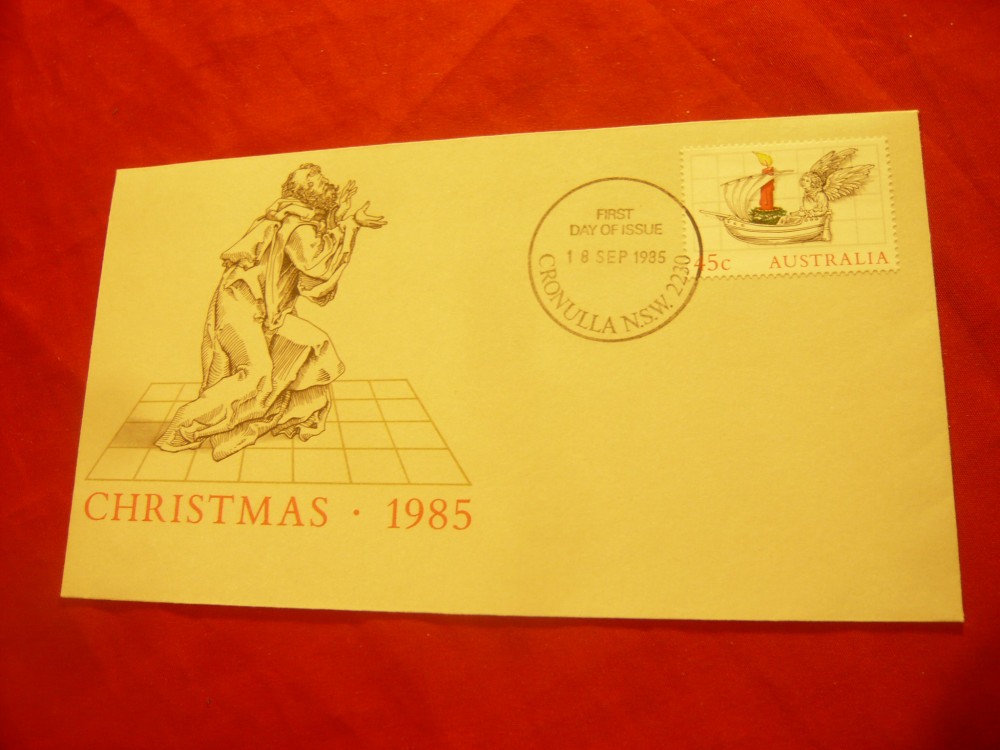 FIRST
DAY OF ISSUE
18 SEP 1985
CRONULLA N.S.W. 2230
45c AUSTRALIA
CHRISTMAS · 1985